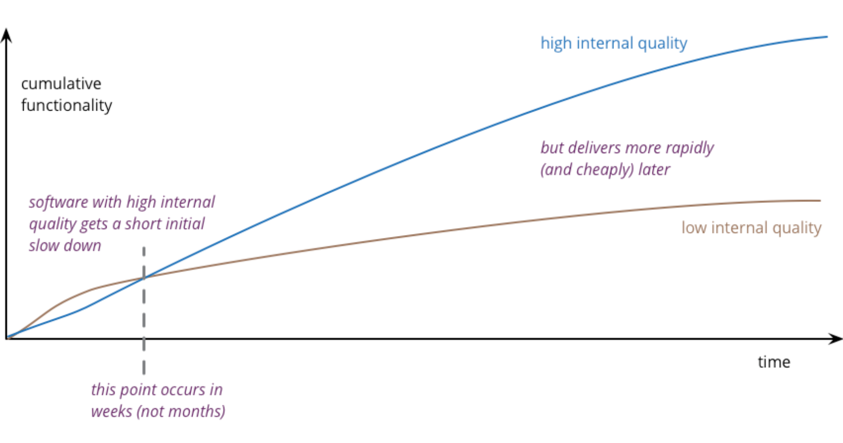 high internal quality
cumulative
functionality
but delivers more rapidly
(and cheaply) later
software with high internal
quality gets a short initial
slow down
low internal quality
time
this point occurs in
weeks (not months)